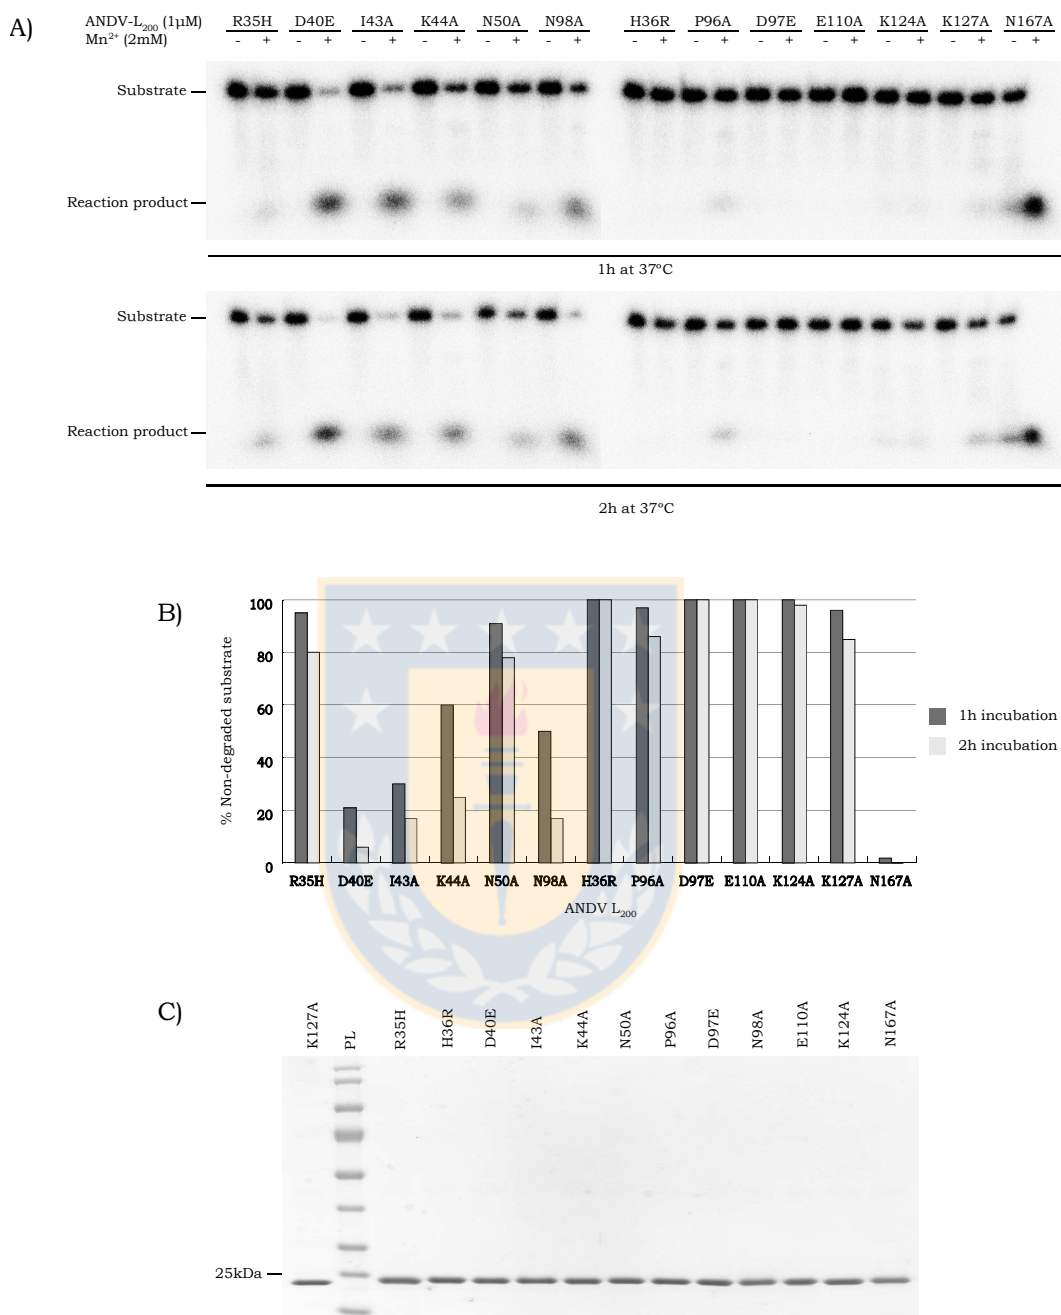 A)
ANDV-L₂₀₀ (1µM) R35H D40E I43A K44A N50A N98A H36R P96A D97E E110A K124A K127A N167A
Mn²⁺ (2mM) - + - + - + - + - + - + - + - + - + - + - + - + - +
Substrate
Reaction product
1h at 37°C
Substrate
Reaction product
2h at 37°C
B)
% Non-degraded substrate
100
80
60
40
20
0
R35H D40E I43A K44A N50A N98A H36R P96A D97E E110A K124A K127A N167A
ANDV L₂₀₀
1h incubation
2h incubation
C)
K127A PL R35H H36R D40E I43A K44A N50A P96A D97E N98A E110A K124A N167A
25kDa